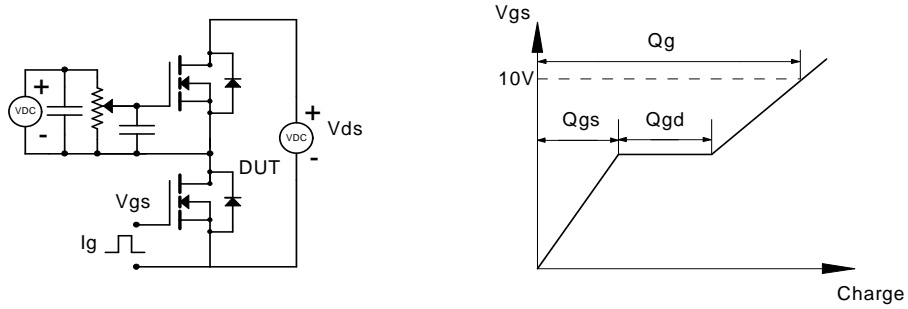 +
VDC
-
+
VDC
-
Vds
DUT
Vgs
Ig
Vgs
Qg
10V
Qgs
Qgd
Charge